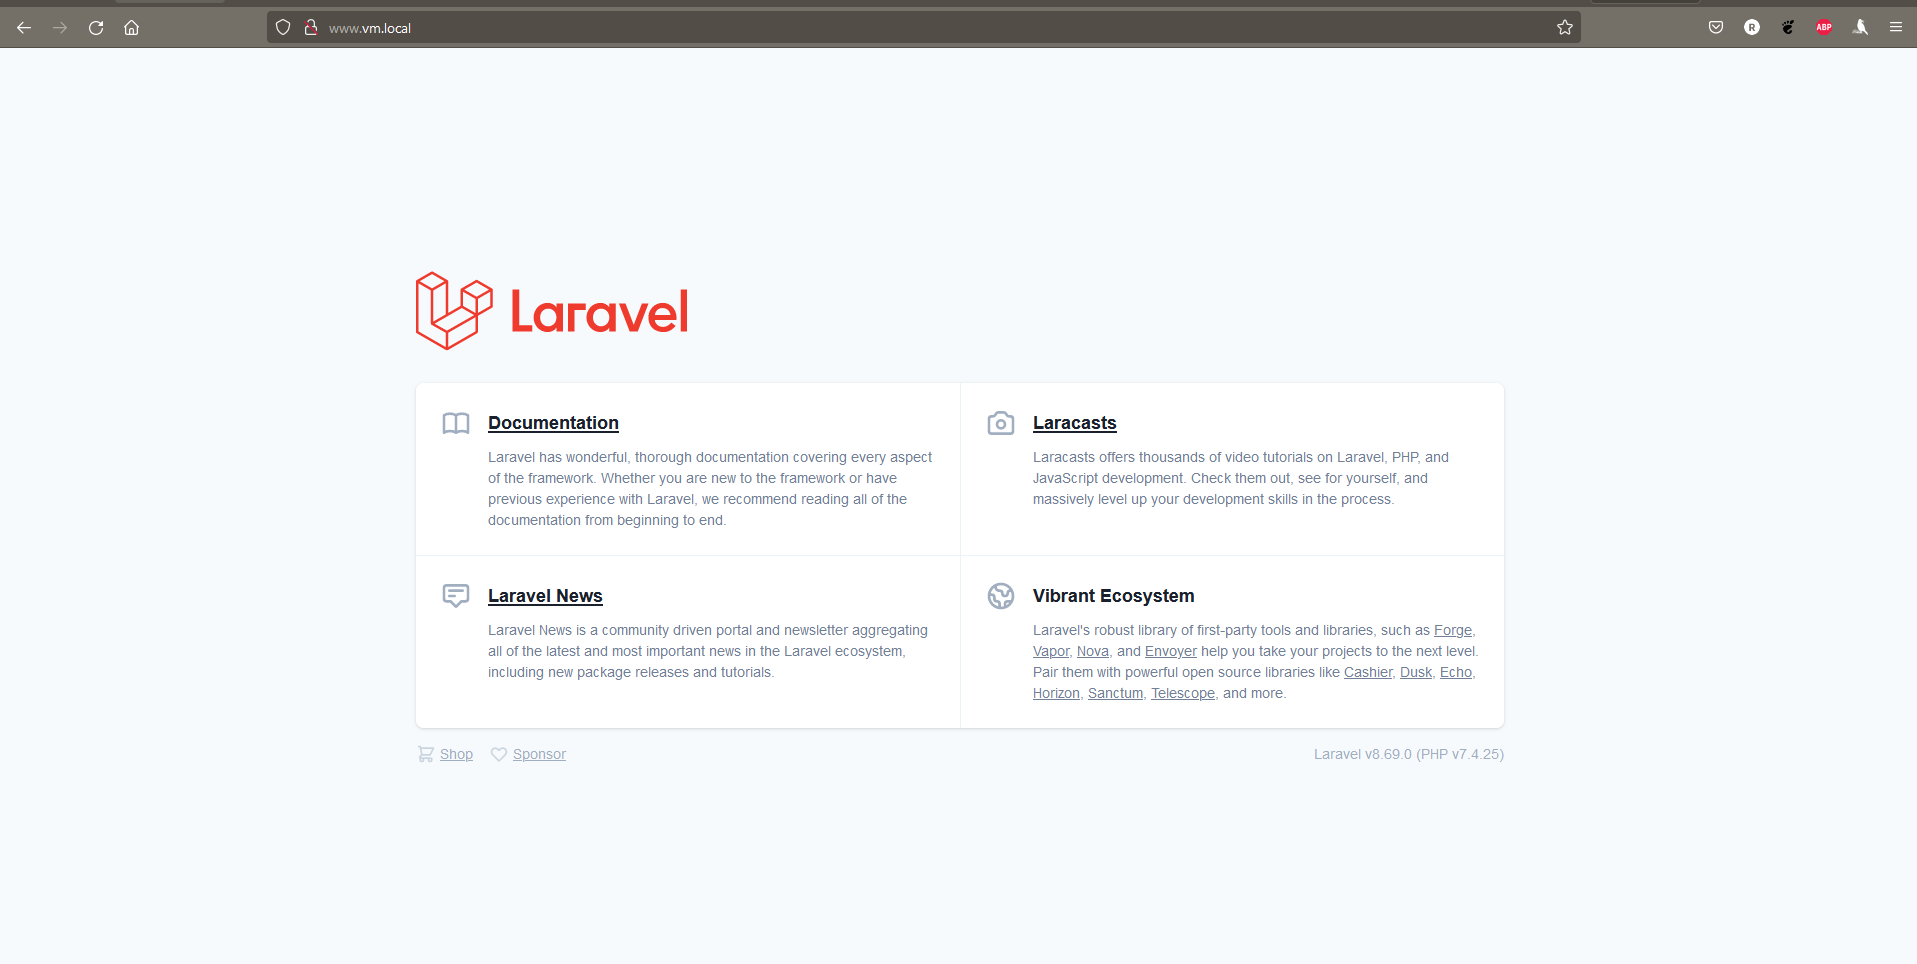 www.vm.local
R
ABP
Laravel
Documentation
Laravel has wonderful, thorough documentation covering every aspect
of the framework. Whether you are new to the framework or have
previous experience with Laravel, we recommend reading all of the
documentation from beginning to end.
Laracasts
Laracasts offers thousands of video tutorials on Laravel, PHP, and
JavaScript development. Check them out, see for yourself, and
massively level up your development skills in the process.
Laravel News
Laravel News is a community driven portal and newsletter aggregating
all of the latest and most important news in the Laravel ecosystem,
including new package releases and tutorials.
Vibrant Ecosystem
Laravel's robust library of first-party tools and libraries, such as Forge,
Vapor, Nova, and Envoyer help you take your projects to the next level.
Pair them with powerful open source libraries like Cashier, Dusk, Echo,
Horizon, Sanctum, Telescope, and more.
Shop
Sponsor
Laravel v8.69.0 (PHP v7.4.25)